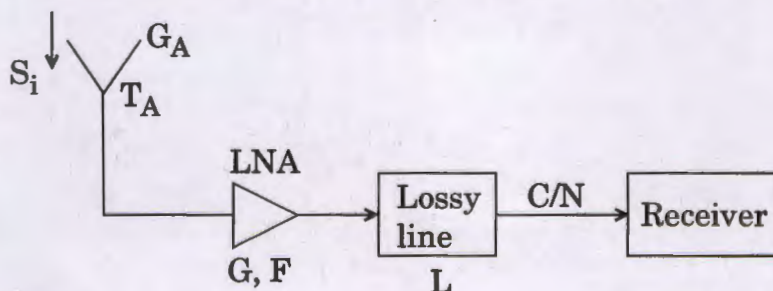 G_A
S_i
T_A
LNA
Lossy line
C/N
Receiver
G, F
L